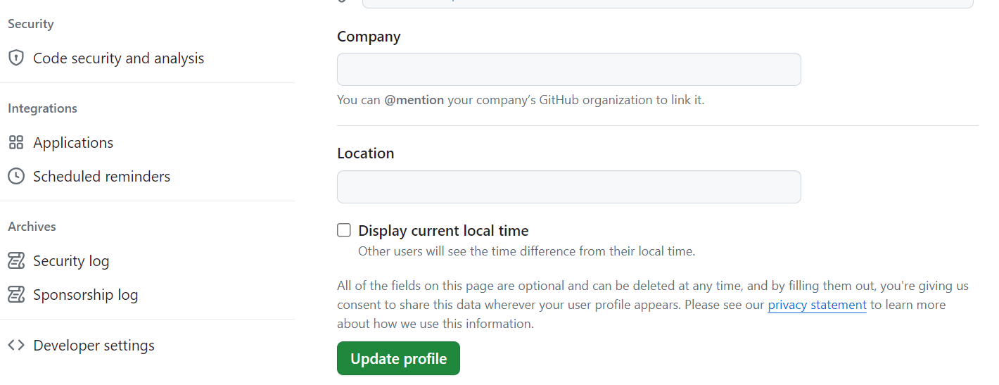 Security
Code security and analysis
Integrations
Applications
Scheduled reminders
Archives
Security log
Sponsorship log
Developer settings
Company
You can @mention your company’s GitHub organization to link it.
Location
Display current local time
Other users will see the time difference from their local time.
All of the fields on this page are optional and can be deleted at any time, and by filling them out, you're giving us
consent to share this data wherever your user profile appears. Please see our privacy statement to learn more
about how we use this information.
Update profile